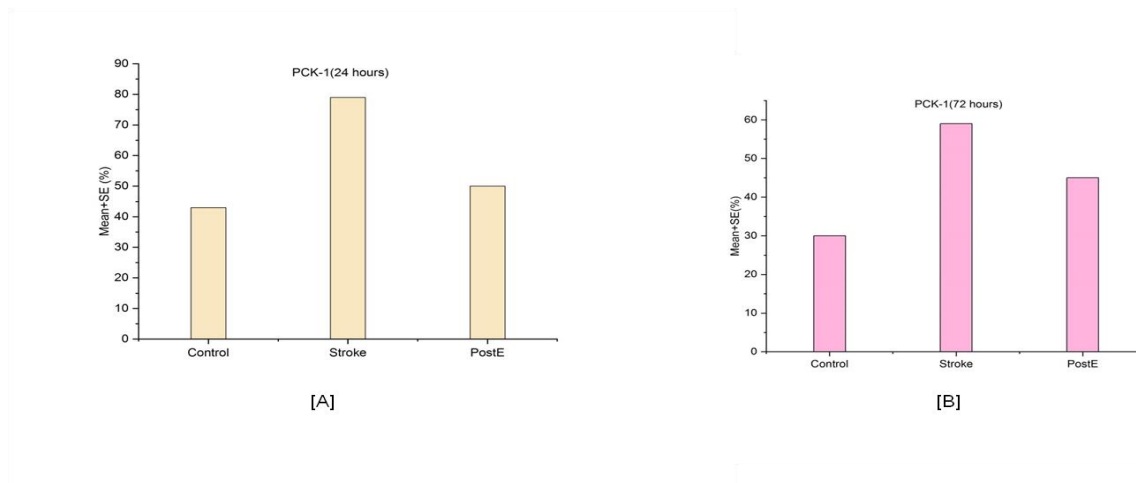 PCK-1(24 hours)
Mean+SE (%)
90
80
70
60
50
40
30
20
10
0
Control Stroke PostE
[A]
PCK-1(72 hours)
Mean+SE(%)
60
50
40
30
20
10
0
Control Stroke PostE
[B]